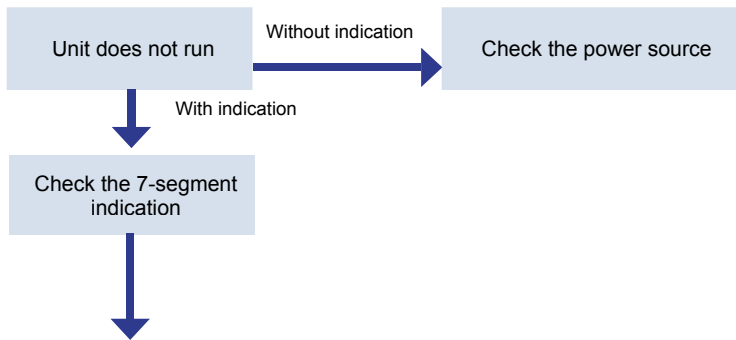 Unit does not run
Without indication
Check the power source
With indication
Check the 7-segment
indication